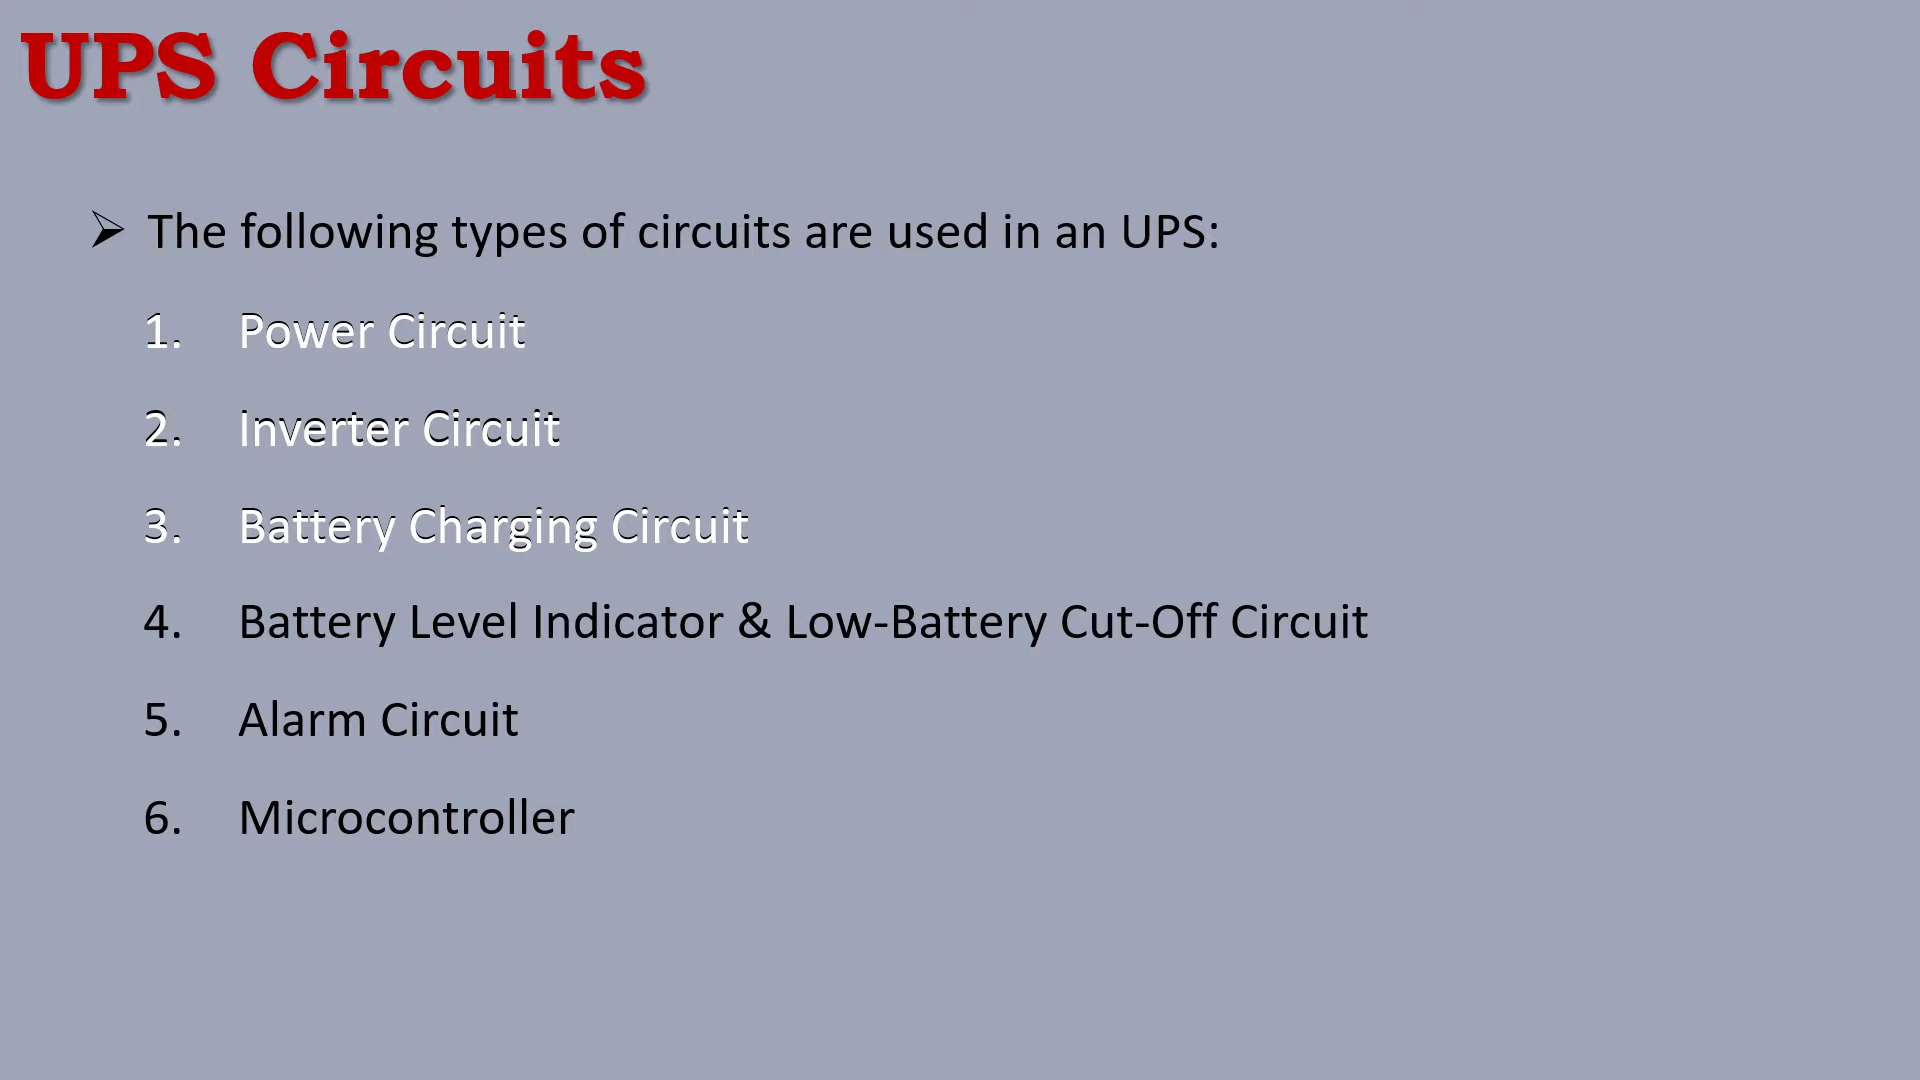 UPS Circuits
➢ The following types of circuits are used in an UPS:
1. Power Circuit
2. Inverter Circuit
3. Battery Charging Circuit
4. Battery Level Indicator & Low-Battery Cut-Off Circuit
5. Alarm Circuit
6. Microcontroller